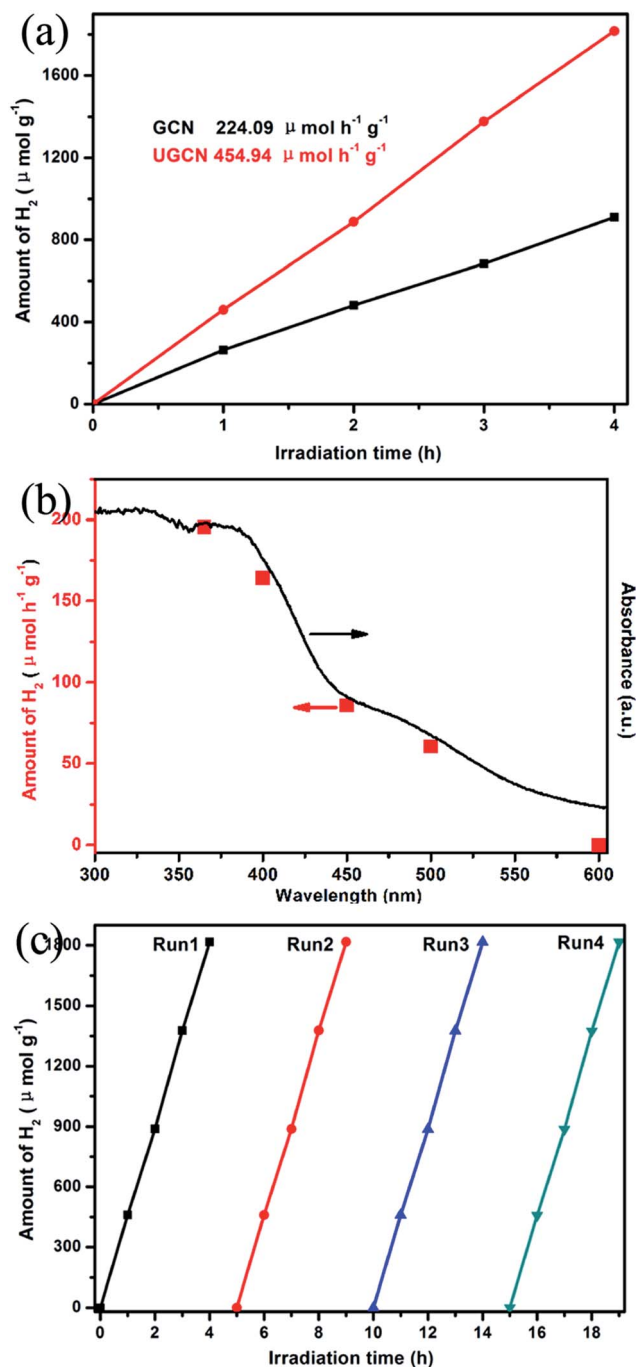 (a)
1600
1200
800
400
0
Amount of H2 ( μ mol g-1)
GCN 224.09 μ mol h-1 g-1
UGCN 454.94 μ mol h-1 g-1
0 1 2 3 4
Irradiation time (h)
(b)
200
150
100
50
0
Amount of H2 ( μ mol h-1 g-1)
Absorbance (a.u.)
300 350 400 450 500 550 600
Wavelength (nm)
(c)
1800
1500
1200
900
600
300
0
Amount of H2 ( μ mol g-1)
Run1 Run2 Run3 Run4
0 2 4 6 8 10 12 14 16 18
Irradiation time (h)